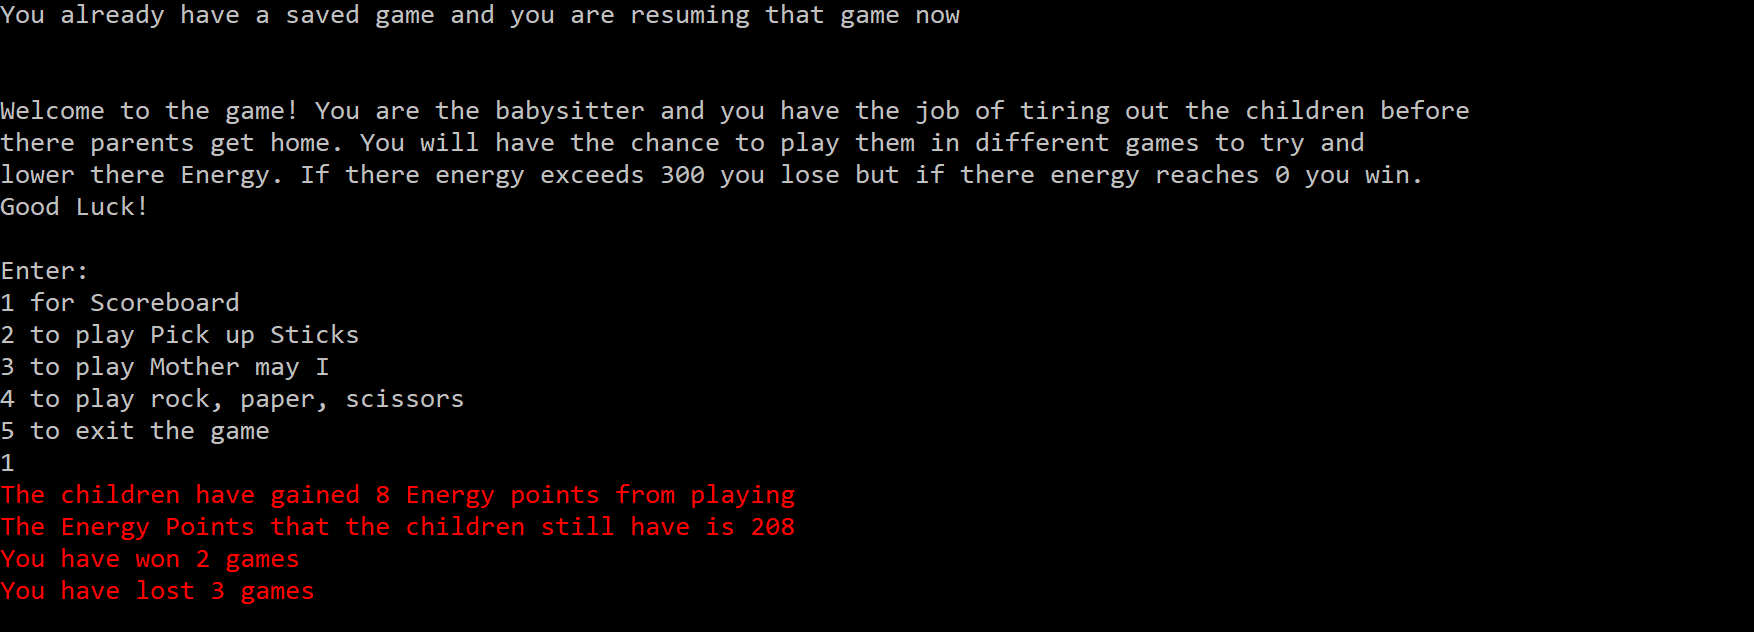 You already have a saved game and you are resuming that game now
Welcome to the game! You are the babysitter and you have the job of tiring out the children before
there parents get home. You will have the chance to play them in different games to try and
lower there Energy. If there energy exceeds 300 you lose but if there energy reaches 0 you win.
Good Luck!
Enter:
1 for Scoreboard
2 to play Pick up Sticks
3 to play Mother may I
4 to play rock, paper, scissors
5 to exit the game
1
The children have gained 8 Energy points from playing
The Energy Points that the children still have is 208
You have won 2 games
You have lost 3 games